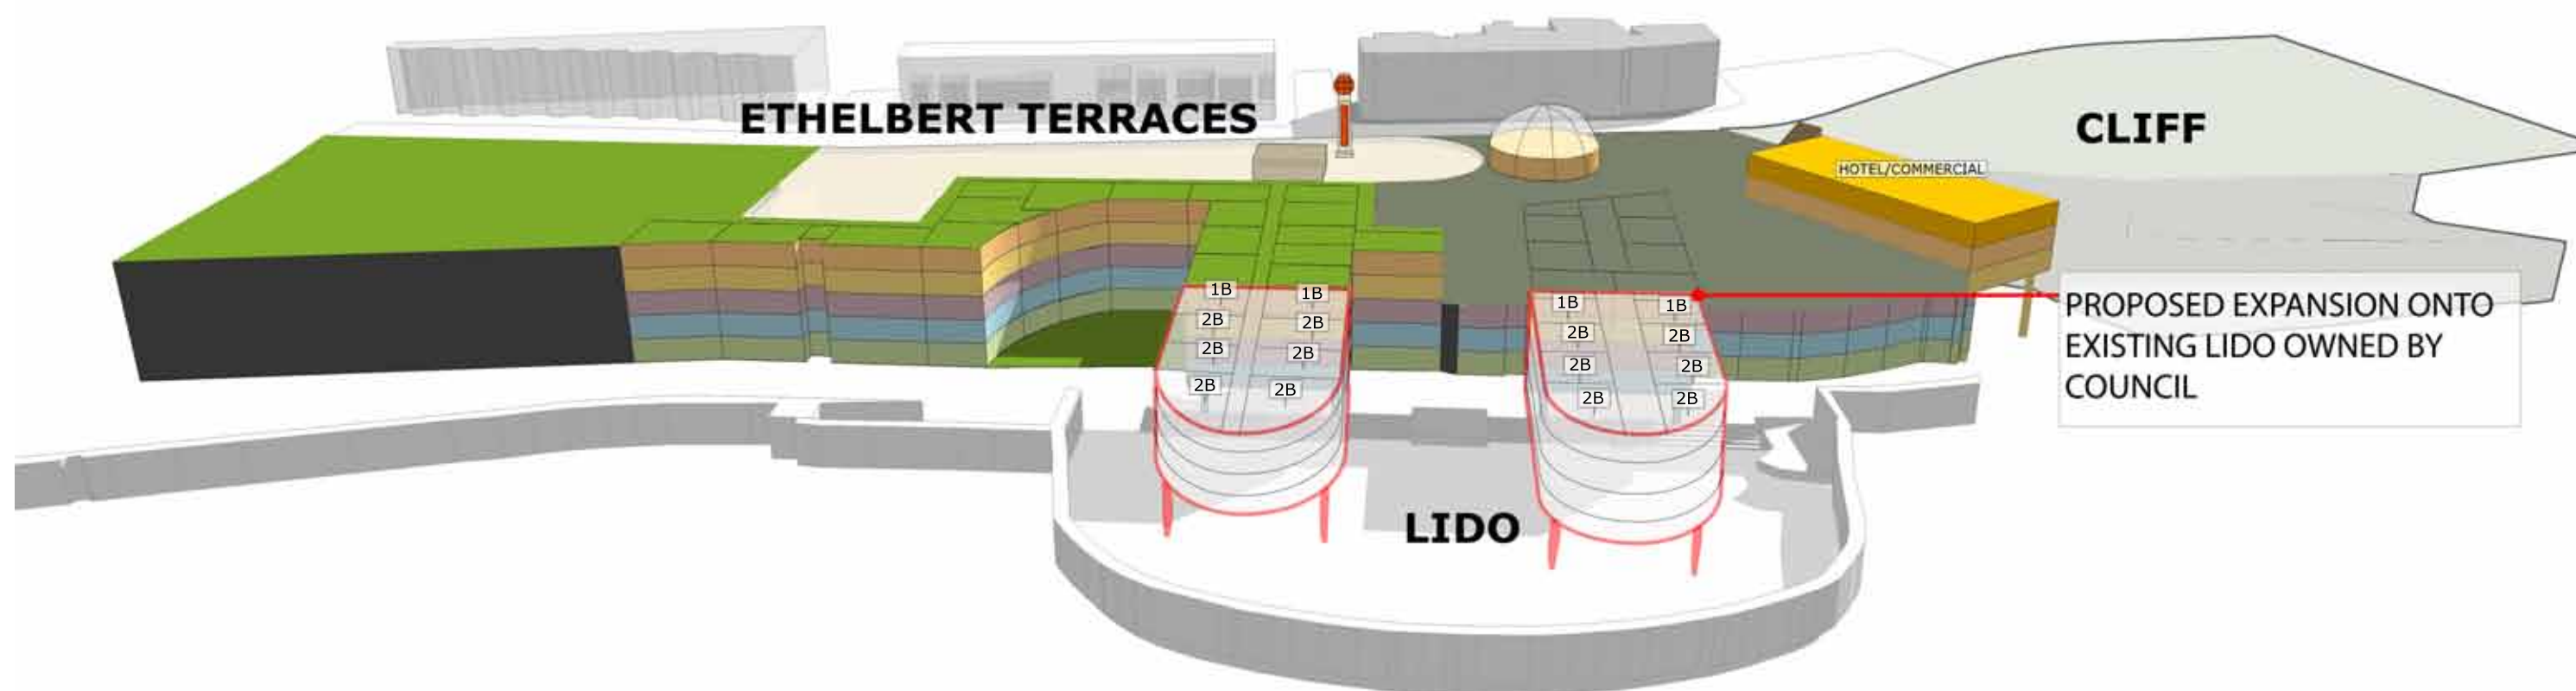 ETHELBERT TERRACES
CLIFF
HOTEL/COMMERCIAL
1B 1B
2B 2B
2B 2B
2B 2B
1B 1B
2B 2B
2B 2B
2B 2B
PROPOSED EXPANSION ONTO
EXISTING LIDO OWNED BY
COUNCIL
LIDO